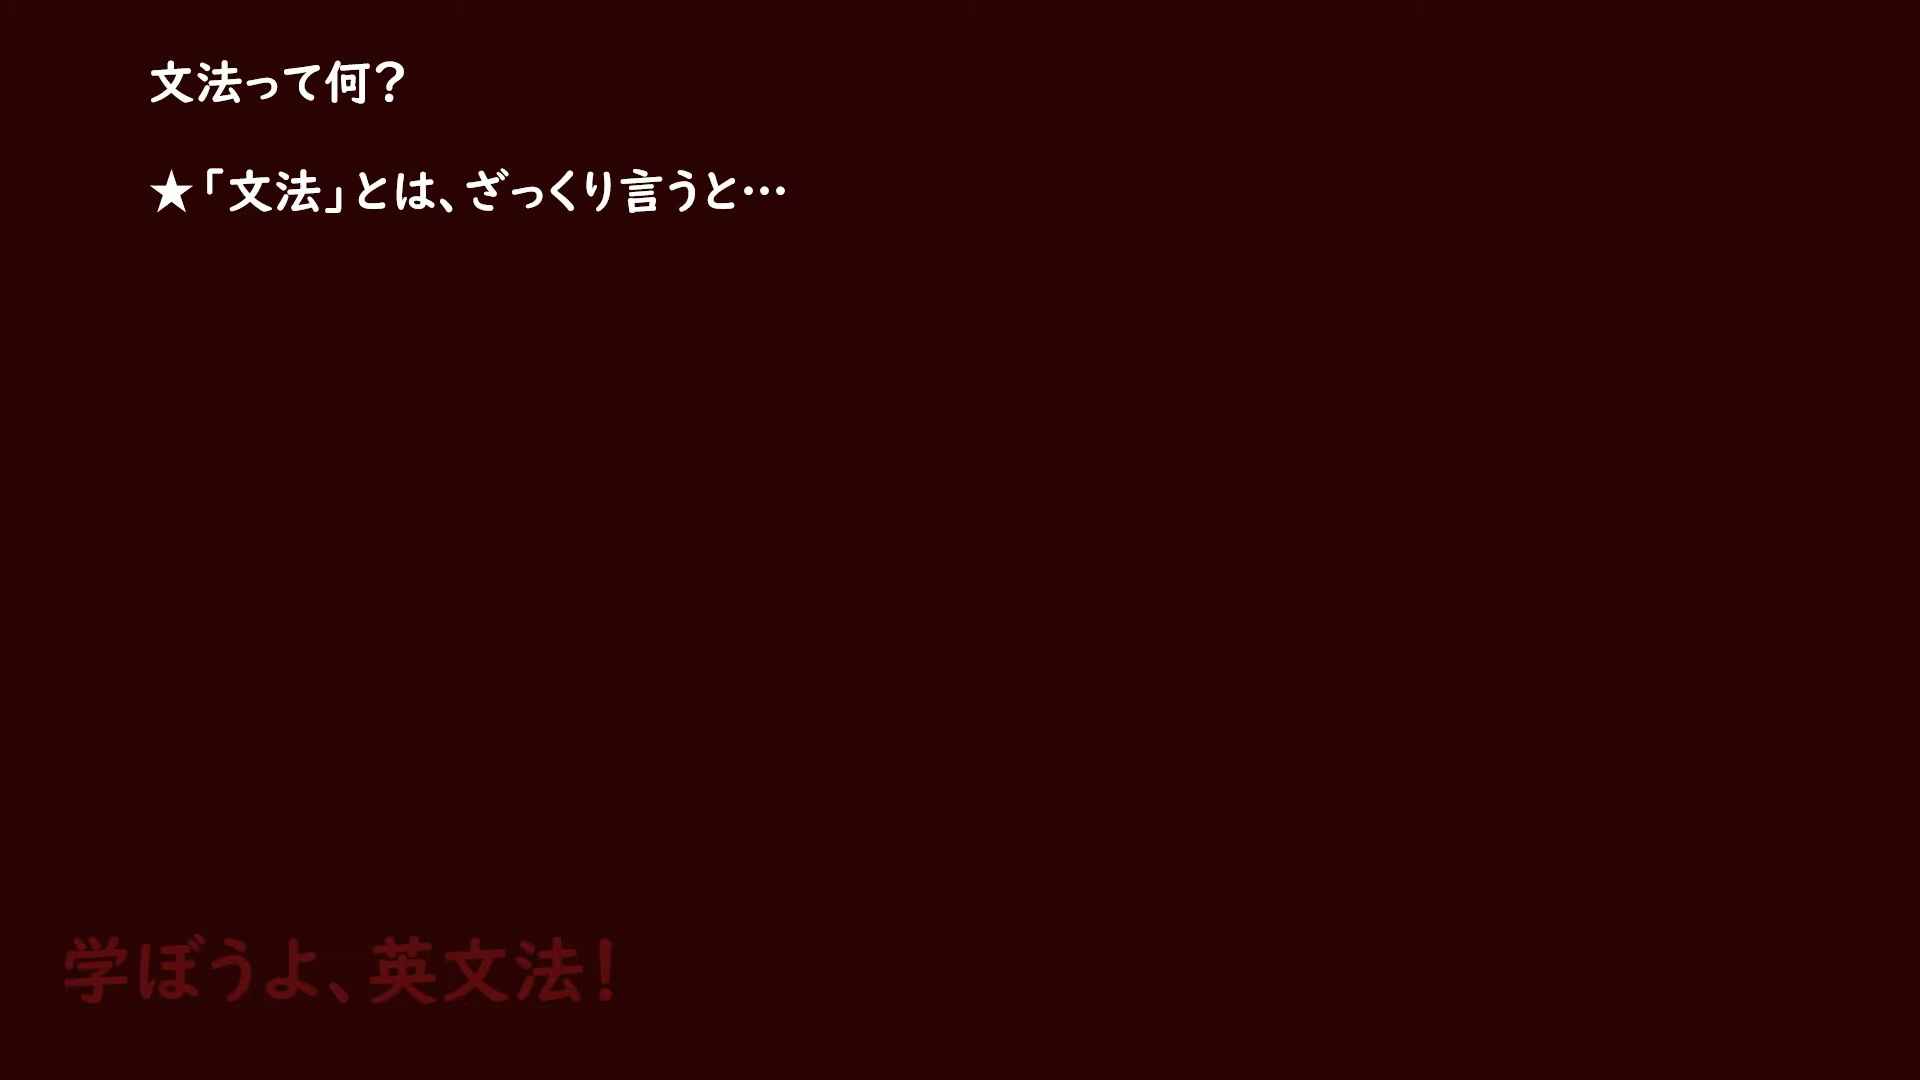 文法って何？
★「文法」とは、ざっくり言うと…
学ぼうよ、英文法！